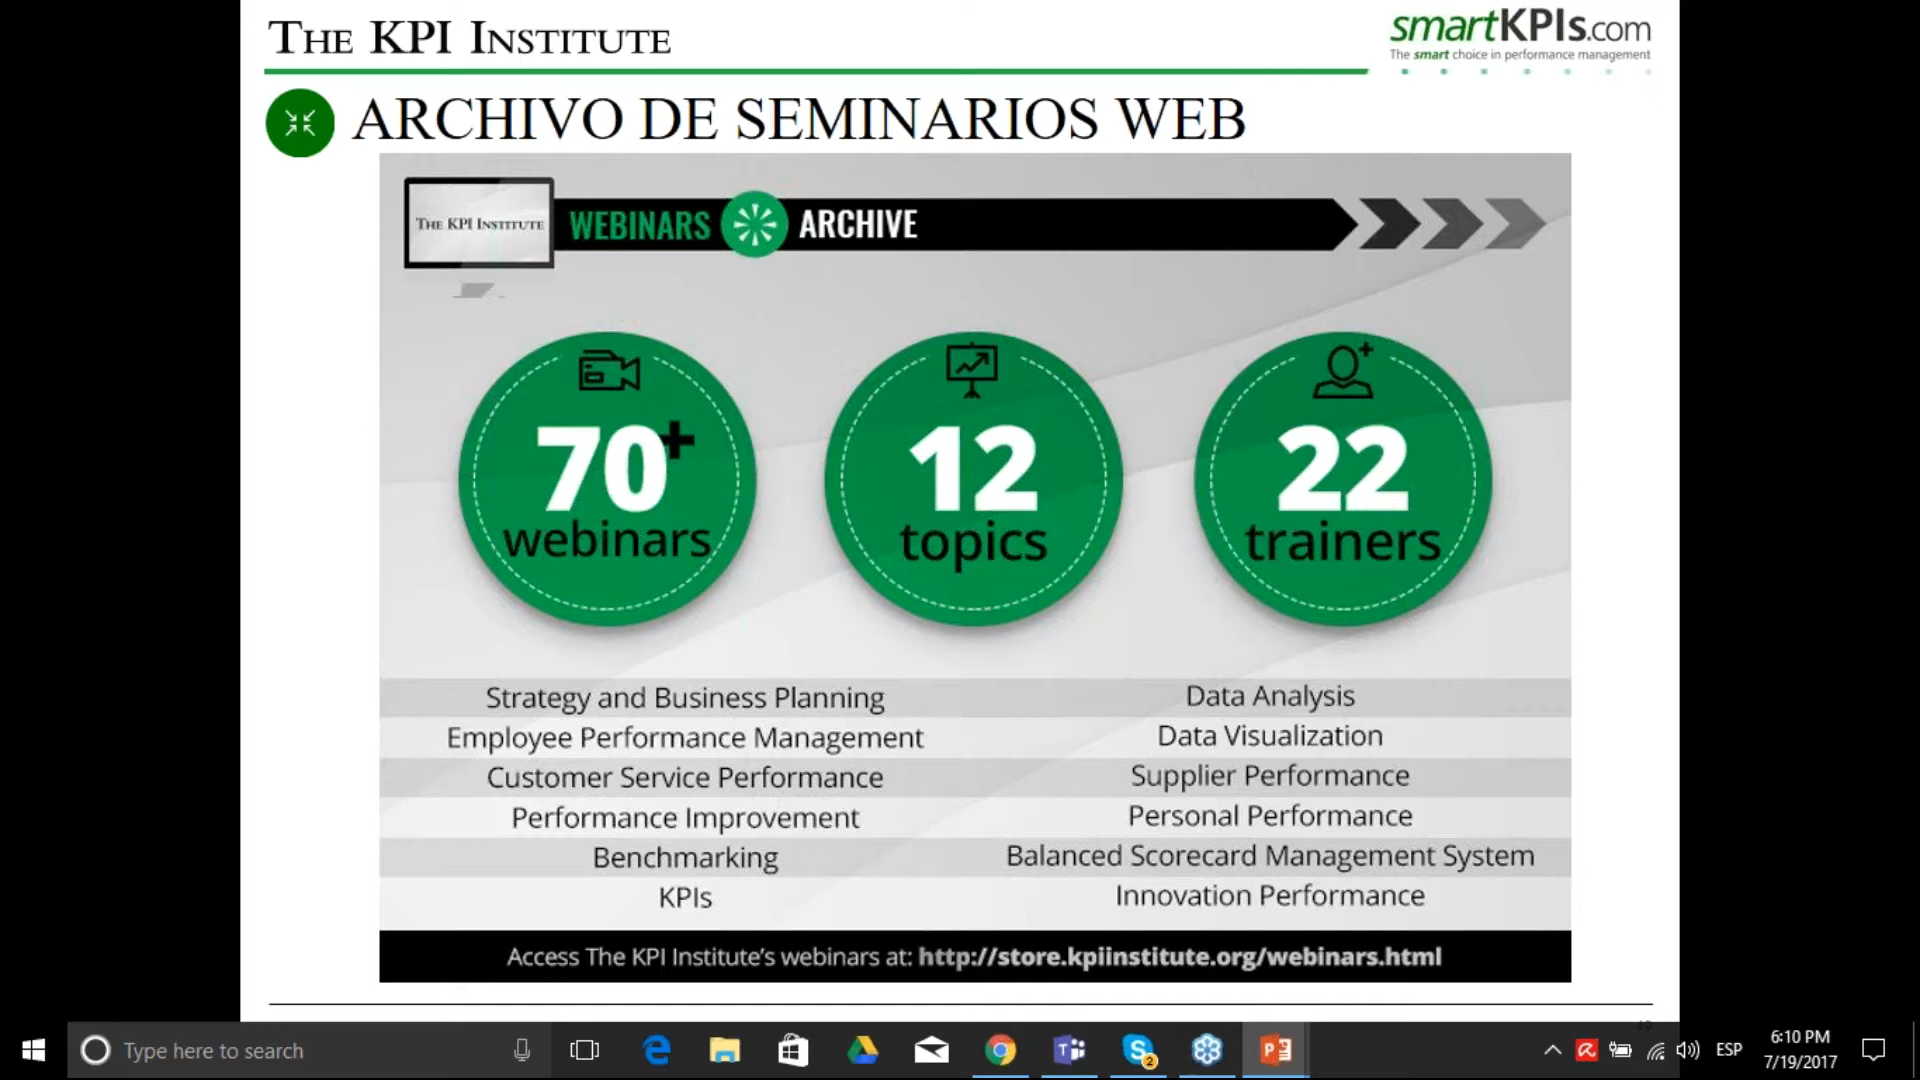 THE KPI INSTITUTE
smartKPIs.com
The smart choice in performance management
ARCHIVO DE SEMINARIOS WEB
THE KPI INSTITUTE
WEBINARS ARCHIVE
70+
webinars
12
topics
22
trainers
Strategy and Business Planning
Employee Performance Management
Customer Service Performance
Performance Improvement
Benchmarking
KPIs
Data Analysis
Data Visualization
Supplier Performance
Personal Performance
Balanced Scorecard Management System
Innovation Performance
Access The KPI Institute's webinars at: http://store.kpiinstitute.org/webinars.html
Type here to search
2
ESP
6:10 PM
7/19/2017